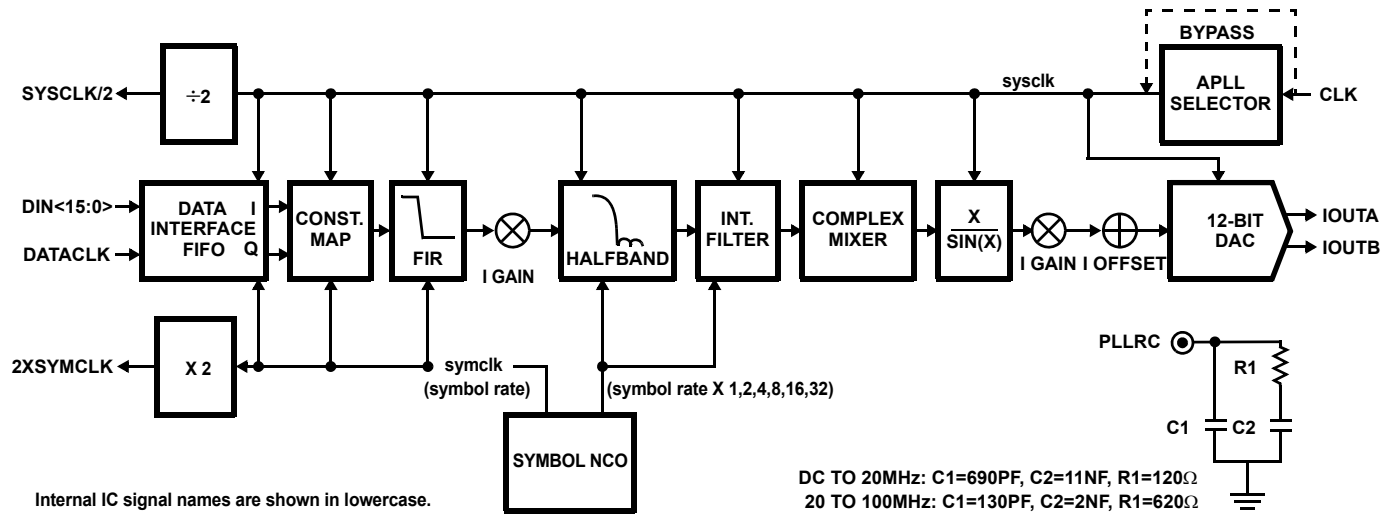 BYPASS
SYSCLK/2
÷2
sysclk
APLL
SELECTOR
CLK
DIN<15:0>
DATACLK
DATA
INTERFACE
FIFO
I
Q
CONST.
MAP
FIR
I GAIN
HALFBAND
INT.
FILTER
COMPLEX
MIXER
X
SIN(X)
I GAIN
I OFFSET
12-BIT
DAC
IOUTA
IOUTB
2XSYMCLK
X 2
symclk
(symbol rate)
(symbol rate X 1,2,4,8,16,32)
SYMBOL NCO
PLLRC
R1
C1
C2
DC TO 20MHz: C1=690PF, C2=11NF, R1=120Ω
20 TO 100MHz: C1=130PF, C2=2NF, R1=620Ω
Internal IC signal names are shown in lowercase.